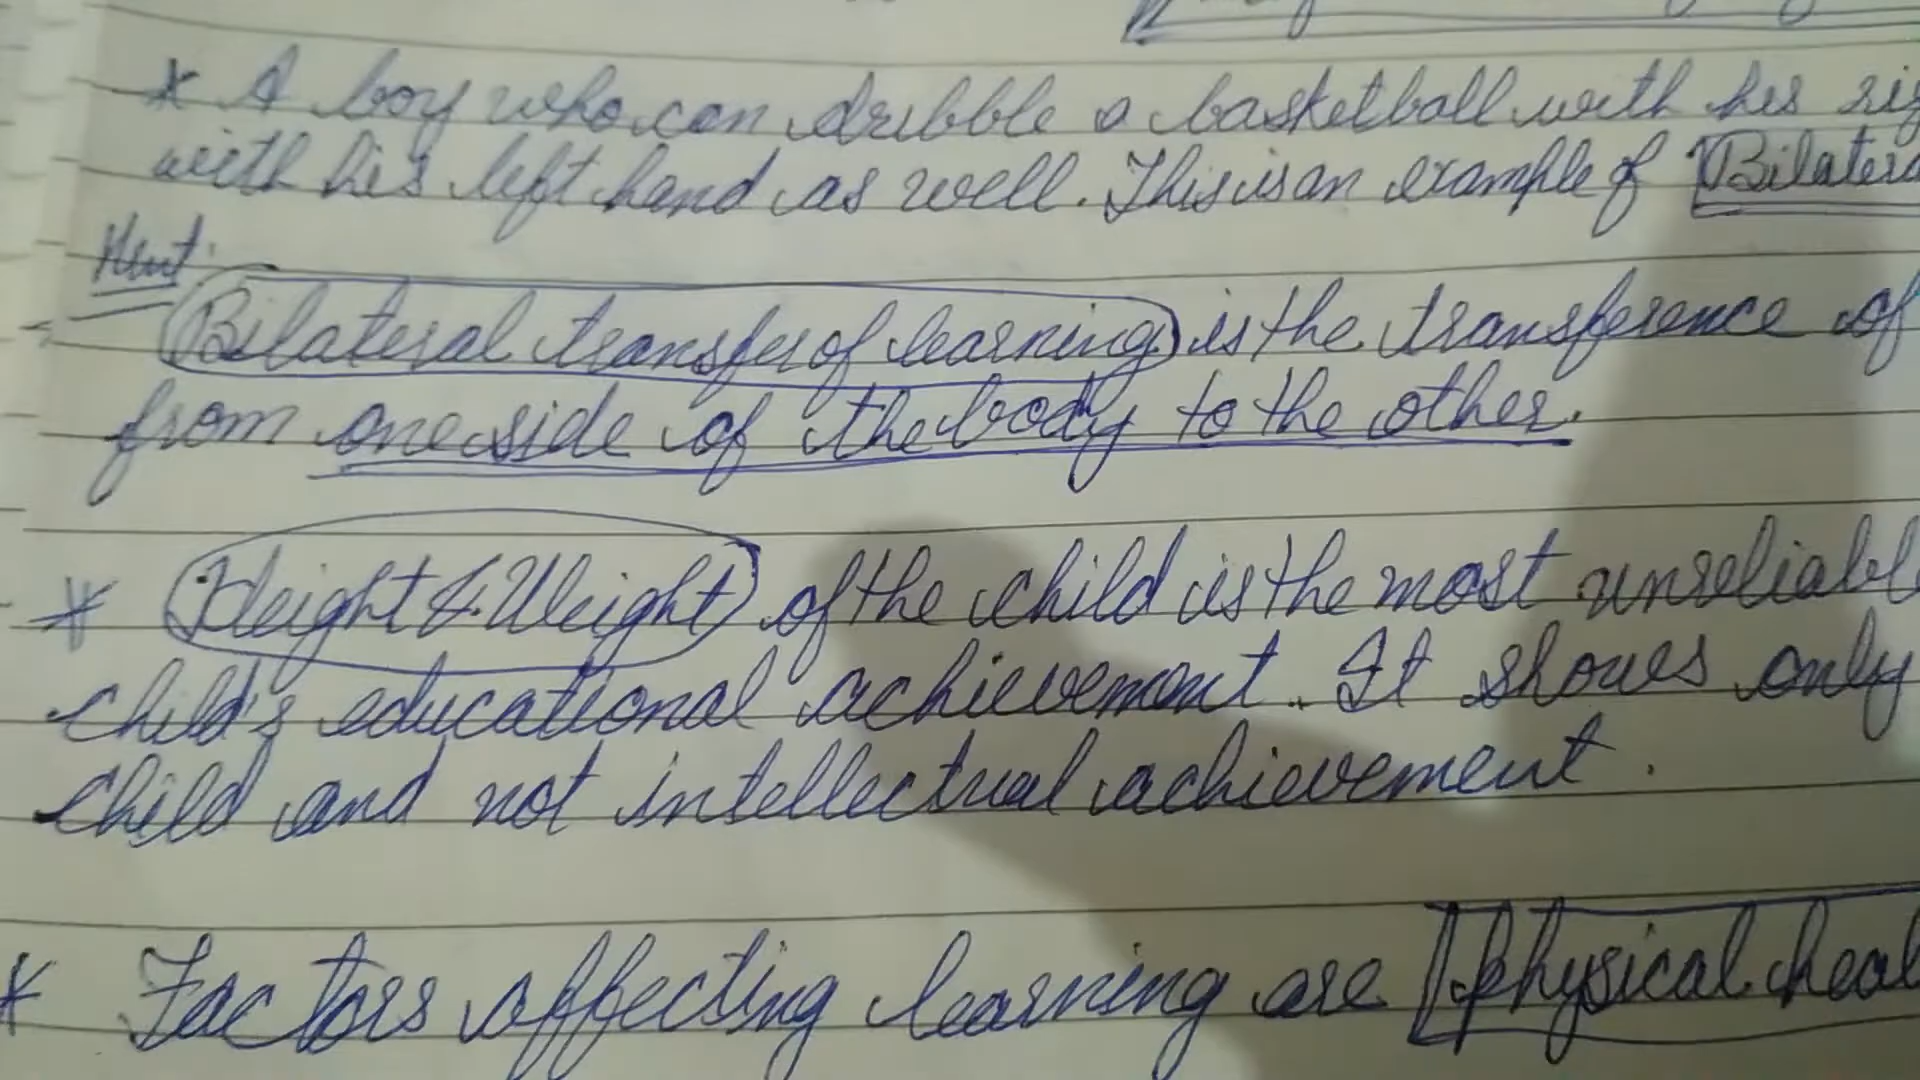 * A boy who can dribble a basketball with his rig
with his left hand as well. This is an example of Bilatera
Hint:
Bilateral transfer of learning is the transference of
from one side of the body to the other.
* Height & Weight of the child is the most unreliabl
child's educational achievement. It shows only
child and not intellectual achievement.
* Factors affecting learning are physical heal